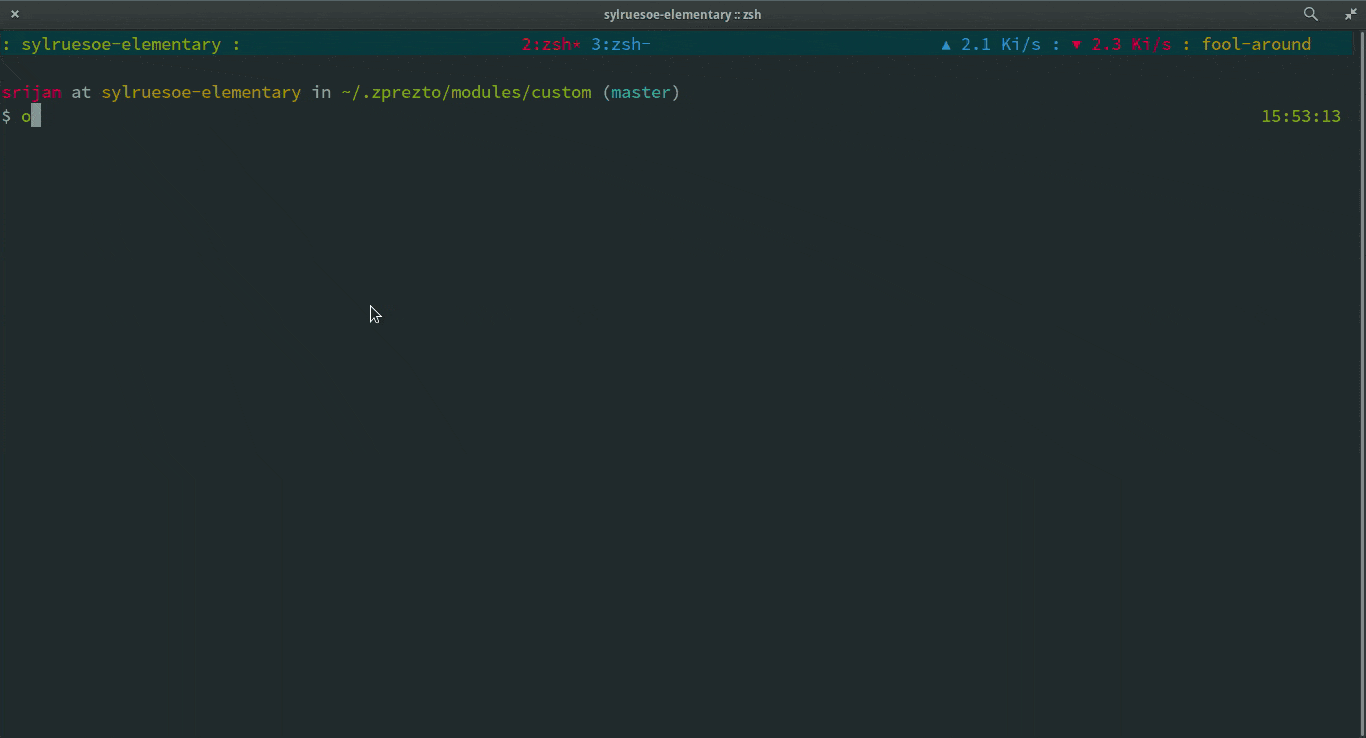 sylruesoe-elementary :: zsh
: sylruesoe-elementary : 2:zsh* 3:zsh- ▲ 2.1 Ki/s : ▼ 2.3 Ki/s : fool-around
srijan at sylruesoe-elementary in ~/.zprezto/modules/custom (master)
$ o 15:53:13